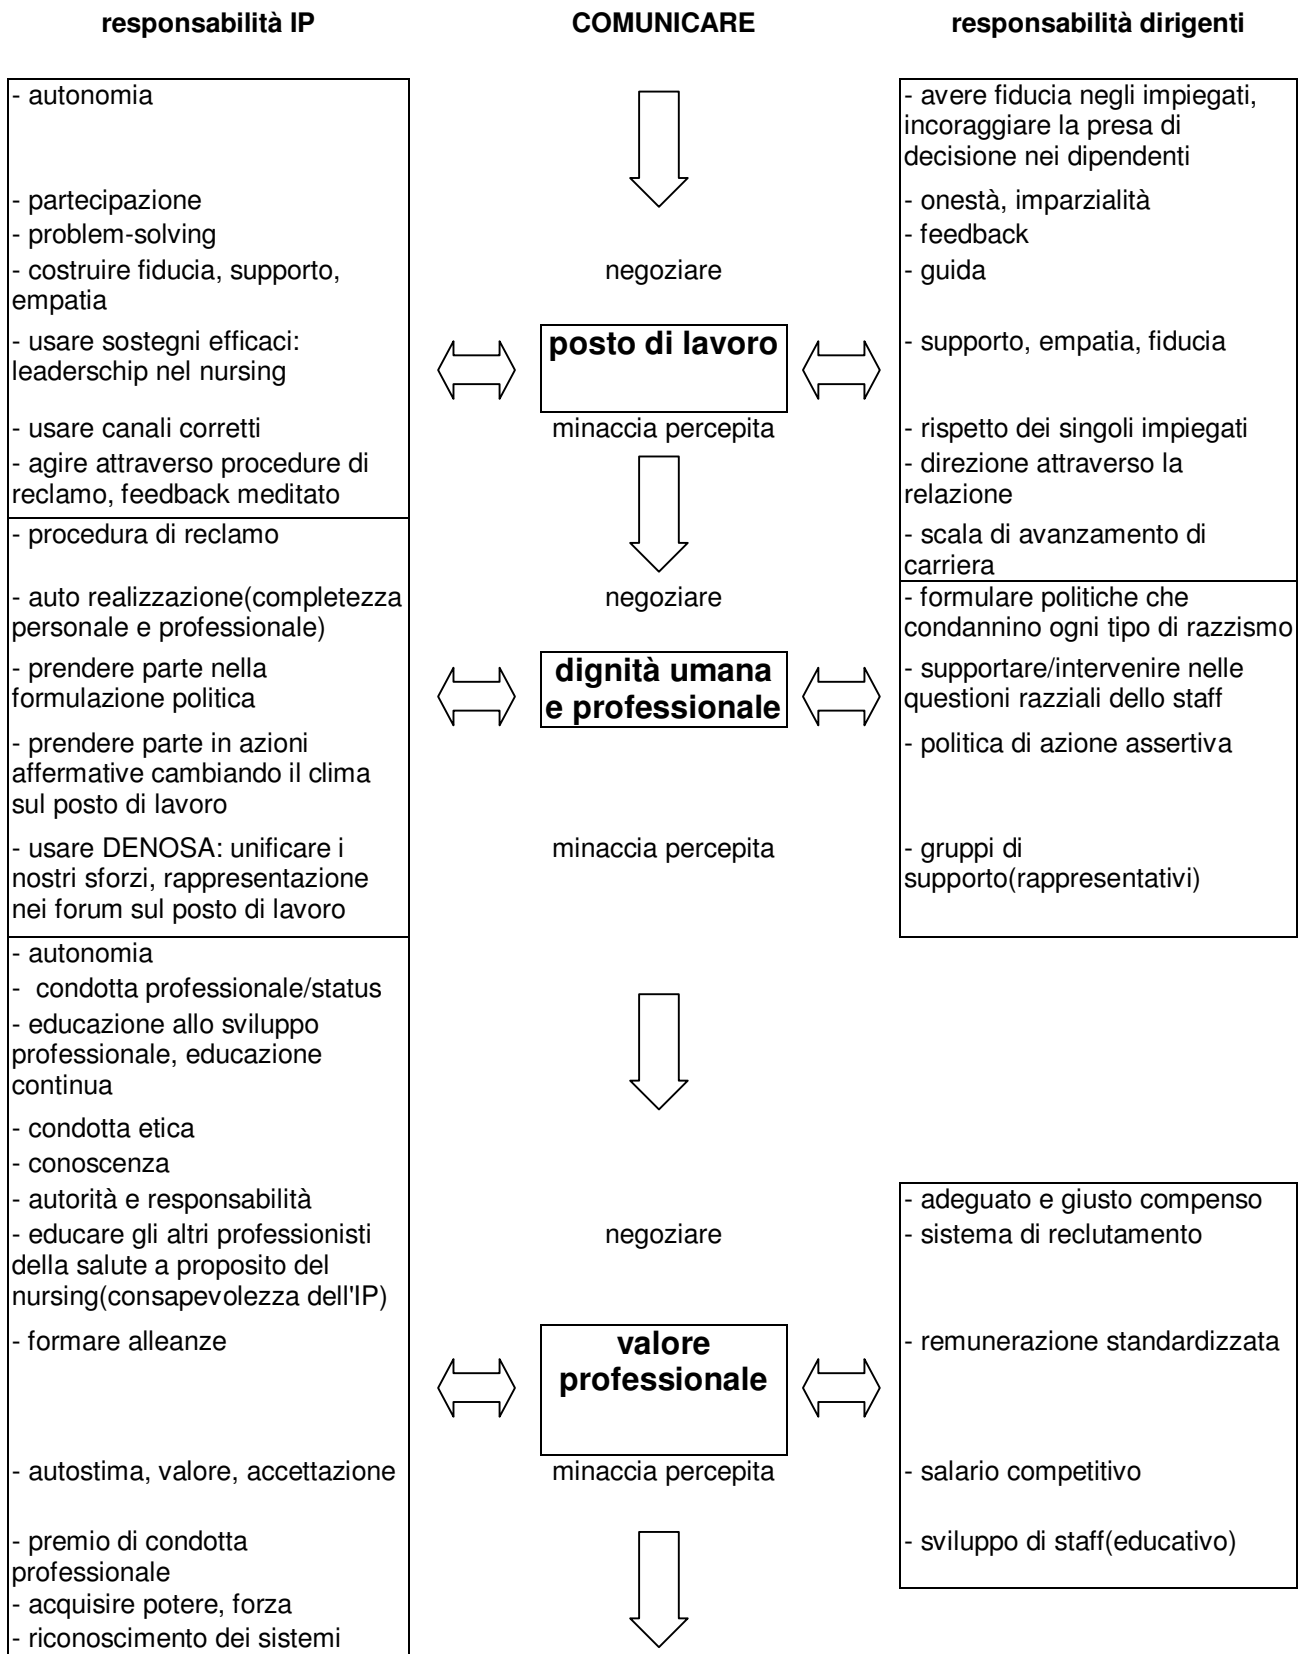 responsabilità IP
COMUNICARE
responsabilità dirigenti
- autonomia
- partecipazione
- problem-solving
- costruire fiducia, supporto,
empatia
- usare sostegni efficaci:
leaderschip nel nursing
- usare canali corretti
- agire attraverso procedure di
reclamo, feedback meditato
- procedura di reclamo
- auto realizzazione(completezza
personale e professionale)
- prendere parte nella
formulazione politica
- prendere parte in azioni
affermative cambiando il clima
sul posto di lavoro
- usare DENOSA: unificare i
nostri sforzi, rappresentazione
nei forum sul posto di lavoro
- autonomia
- condotta professionale/status
- educazione allo sviluppo
professionale, educazione
continua
- condotta etica
- conoscenza
- autorità e responsabilità
- educare gli altri professionisti
della salute a proposito del
nursing(consapevolezza dell'IP)
- formare alleanze
- autostima, valore, accettazione
- premio di condotta
professionale
- acquisire potere, forza
- riconoscimento dei sistemi
negoziare
posto di lavoro
minaccia percepita
negoziare
dignità umana
e professionale
minaccia percepita
negoziare
valore
professionale
minaccia percepita
- avere fiducia negli impiegati,
incoraggiare la presa di
decisione nei dipendenti
- onestà, imparzialità
- feedback
- guida
- supporto, empatia, fiducia
- rispetto dei singoli impiegati
- direzione attraverso la
relazione
- scala di avanzamento di
carriera
- formulare politiche che
condannino ogni tipo di razzismo
- supportare/intervenire nelle
questioni razziali dello staff
- politica di azione assertiva
- gruppi di
supporto(rappresentativi)
- adeguato e giusto compenso
- sistema di reclutamento
- remunerazione standardizzata
- salario competitivo
- sviluppo di staff(educativo)